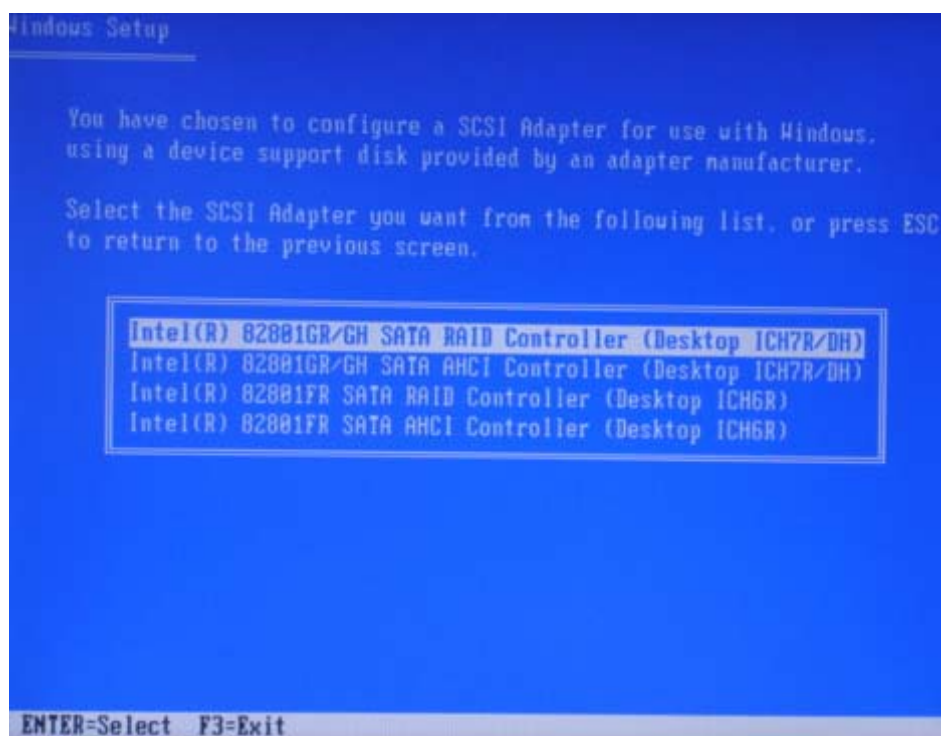 Windows Setup
You have chosen to configure a SCSI Adapter for use with Windows,
using a device support disk provided by an adapter manufacturer.
Select the SCSI Adapter you want from the following list, or press ESC
to return to the previous screen.
Intel(R) 82801GR/GH SATA RAID Controller (Desktop ICH7R/DH)
Intel(R) 82801GR/GH SATA AHCI Controller (Desktop ICH7R/DH)
Intel(R) 82801FR SATA RAID Controller (Desktop ICH6R)
Intel(R) 82801FR SATA AHCI Controller (Desktop ICH6R)
ENTER=Select F3=Exit